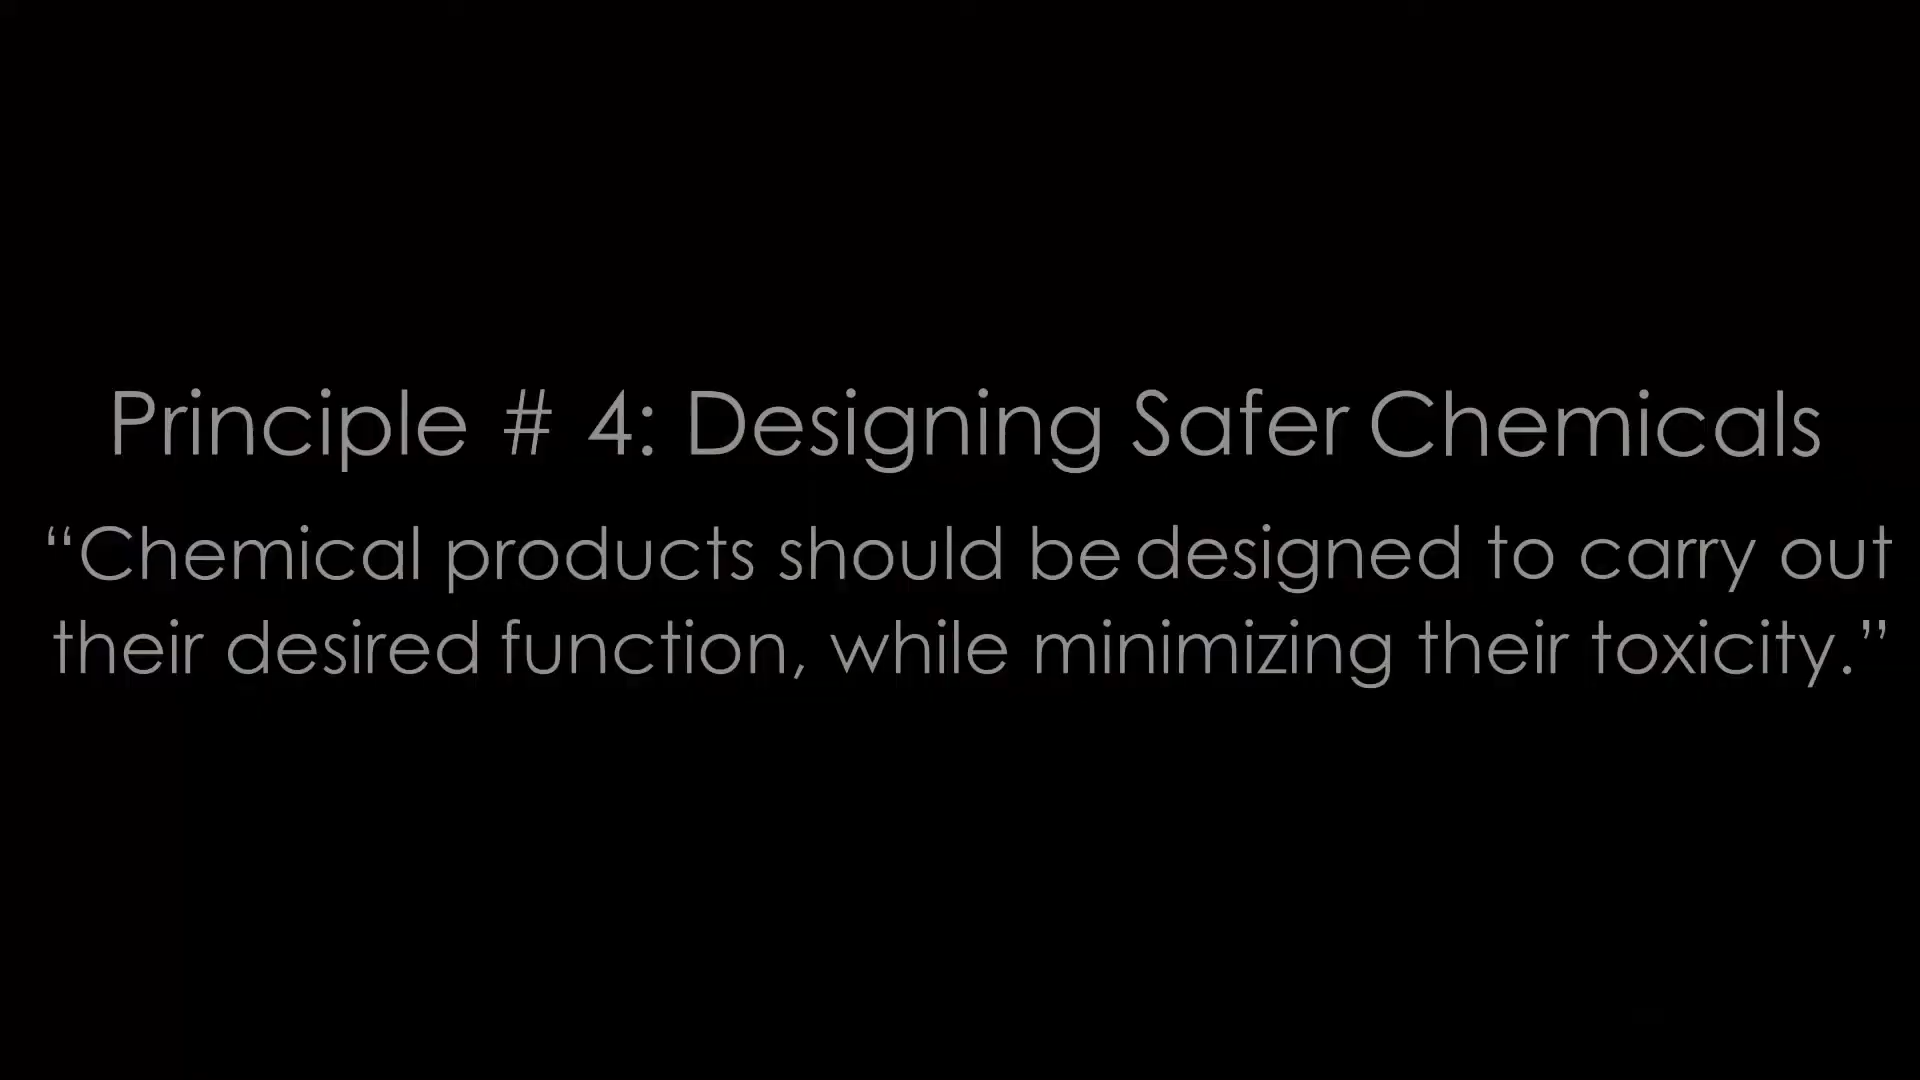 Principle # 4: Designing Safer Chemicals
“Chemical products should be designed to carry out
their desired function, while minimizing their toxicity.”